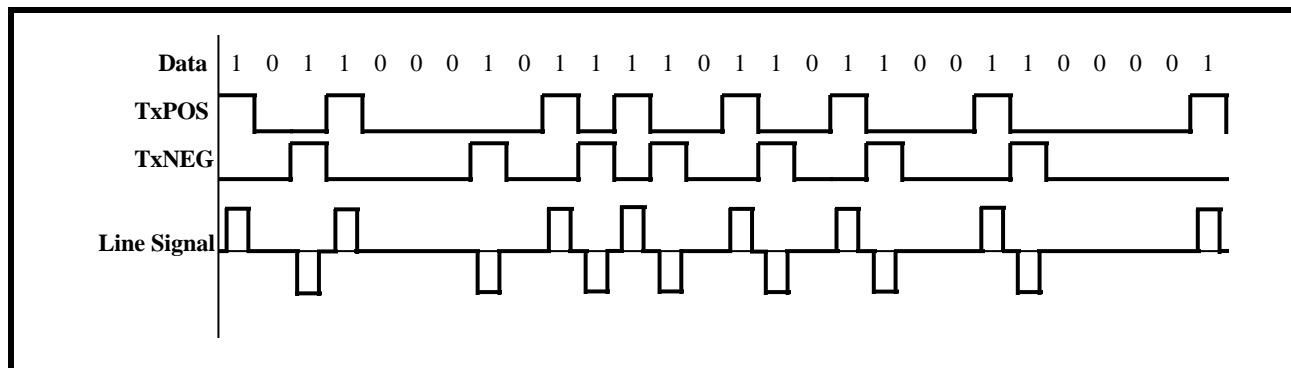 Data 1 0 1 1 0 0 0 1 0 1 1 1 1 0 1 1 0 1 1 0 0 1 1 0 0 0 0 1
TxPOS
TxNEG
Line Signal